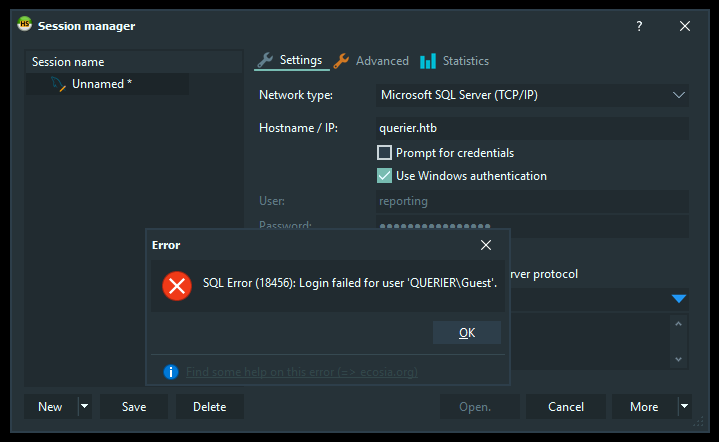 HS Session manager ?
Session name
Unnamed *
Settings Advanced Statistics
Network type: Microsoft SQL Server (TCP/IP)
Hostname / IP: querier.htb
Prompt for credentials
Use Windows authentication
User: reporting
Password: ●●●●●●●●●●●●●●●●
Error
erver protocol
SQL Error (18456): Login failed for user 'QUERIER\Guest'.
OK
Find some help on this error (=> ecosia.org)
New Save Delete Open. Cancel More